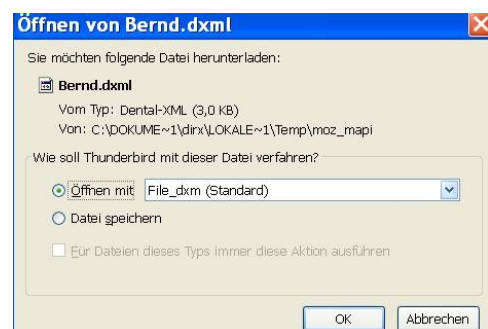 Öffnen von Bernd.dxml
Sie möchten folgende Datei herunterladen:
Bernd.dxml
Vom Typ: Dental-XML (3,0 KB)
Von: C:\DOKUME~1\dirx\LOKALE~1\Temp\moz_mapi
Wie soll Thunderbird mit dieser Datei verfahren?
Öffnen mit File_dxm (Standard)
Datei speichern
Für Dateien dieses Typs immer diese Aktion ausführen
OK Abbrechen